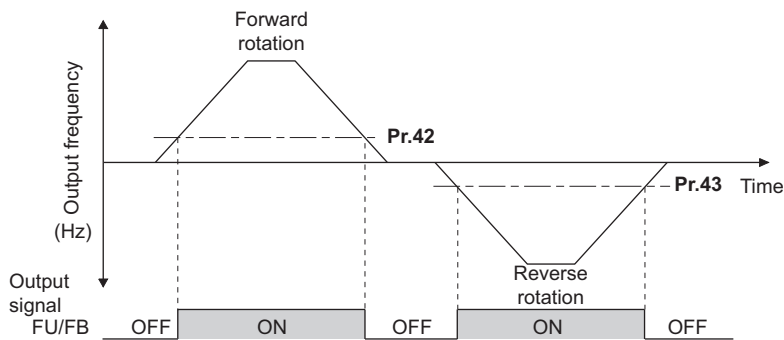 Forward
rotation
Output frequency
(Hz)
Pr.42
Pr.43
Time
Reverse
rotation
Output
signal
FU/FB
OFF
ON
OFF
ON
OFF